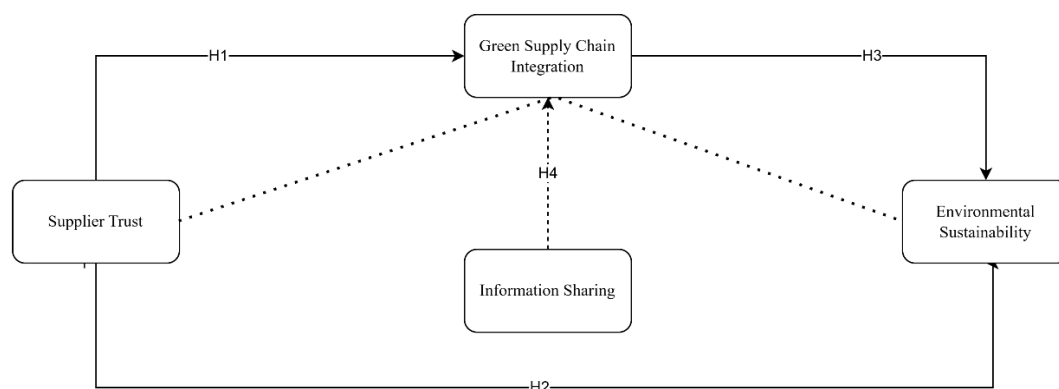 Green Supply Chain
Integration
H1
H3
H4
Supplier Trust
Environmental
Sustainability
Information Sharing
H2